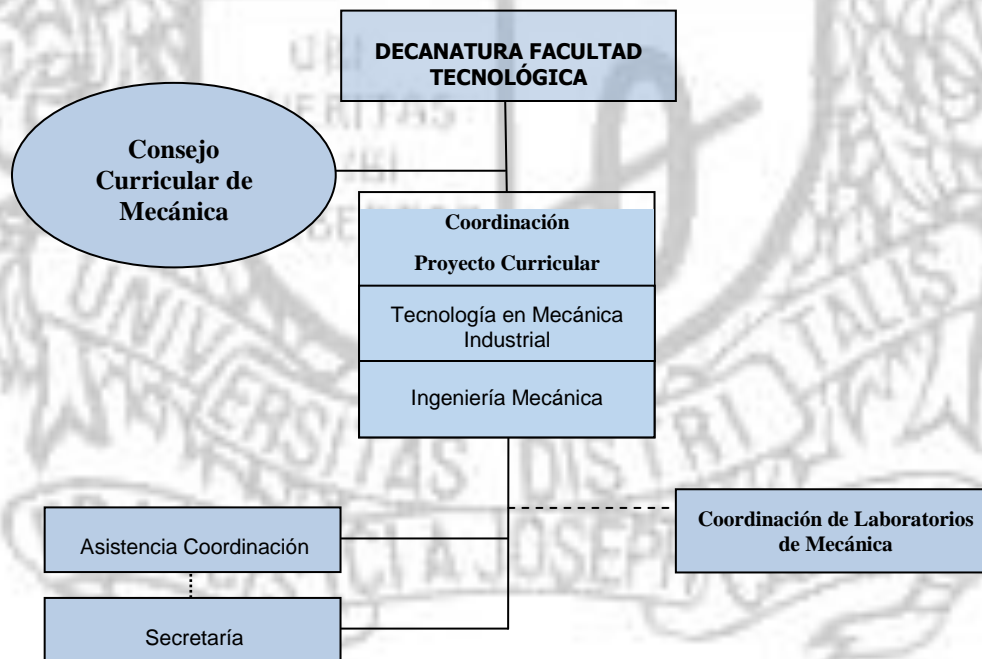 DECANATURA FACULTAD
TECNOLÓGICA
Consejo
Curricular de
Mecánica
Coordinación
Proyecto Curricular
Tecnología en Mecánica
Industrial
Ingeniería Mecánica
Coordinación de Laboratorios
de Mecánica
Asistencia Coordinación
Secretaría